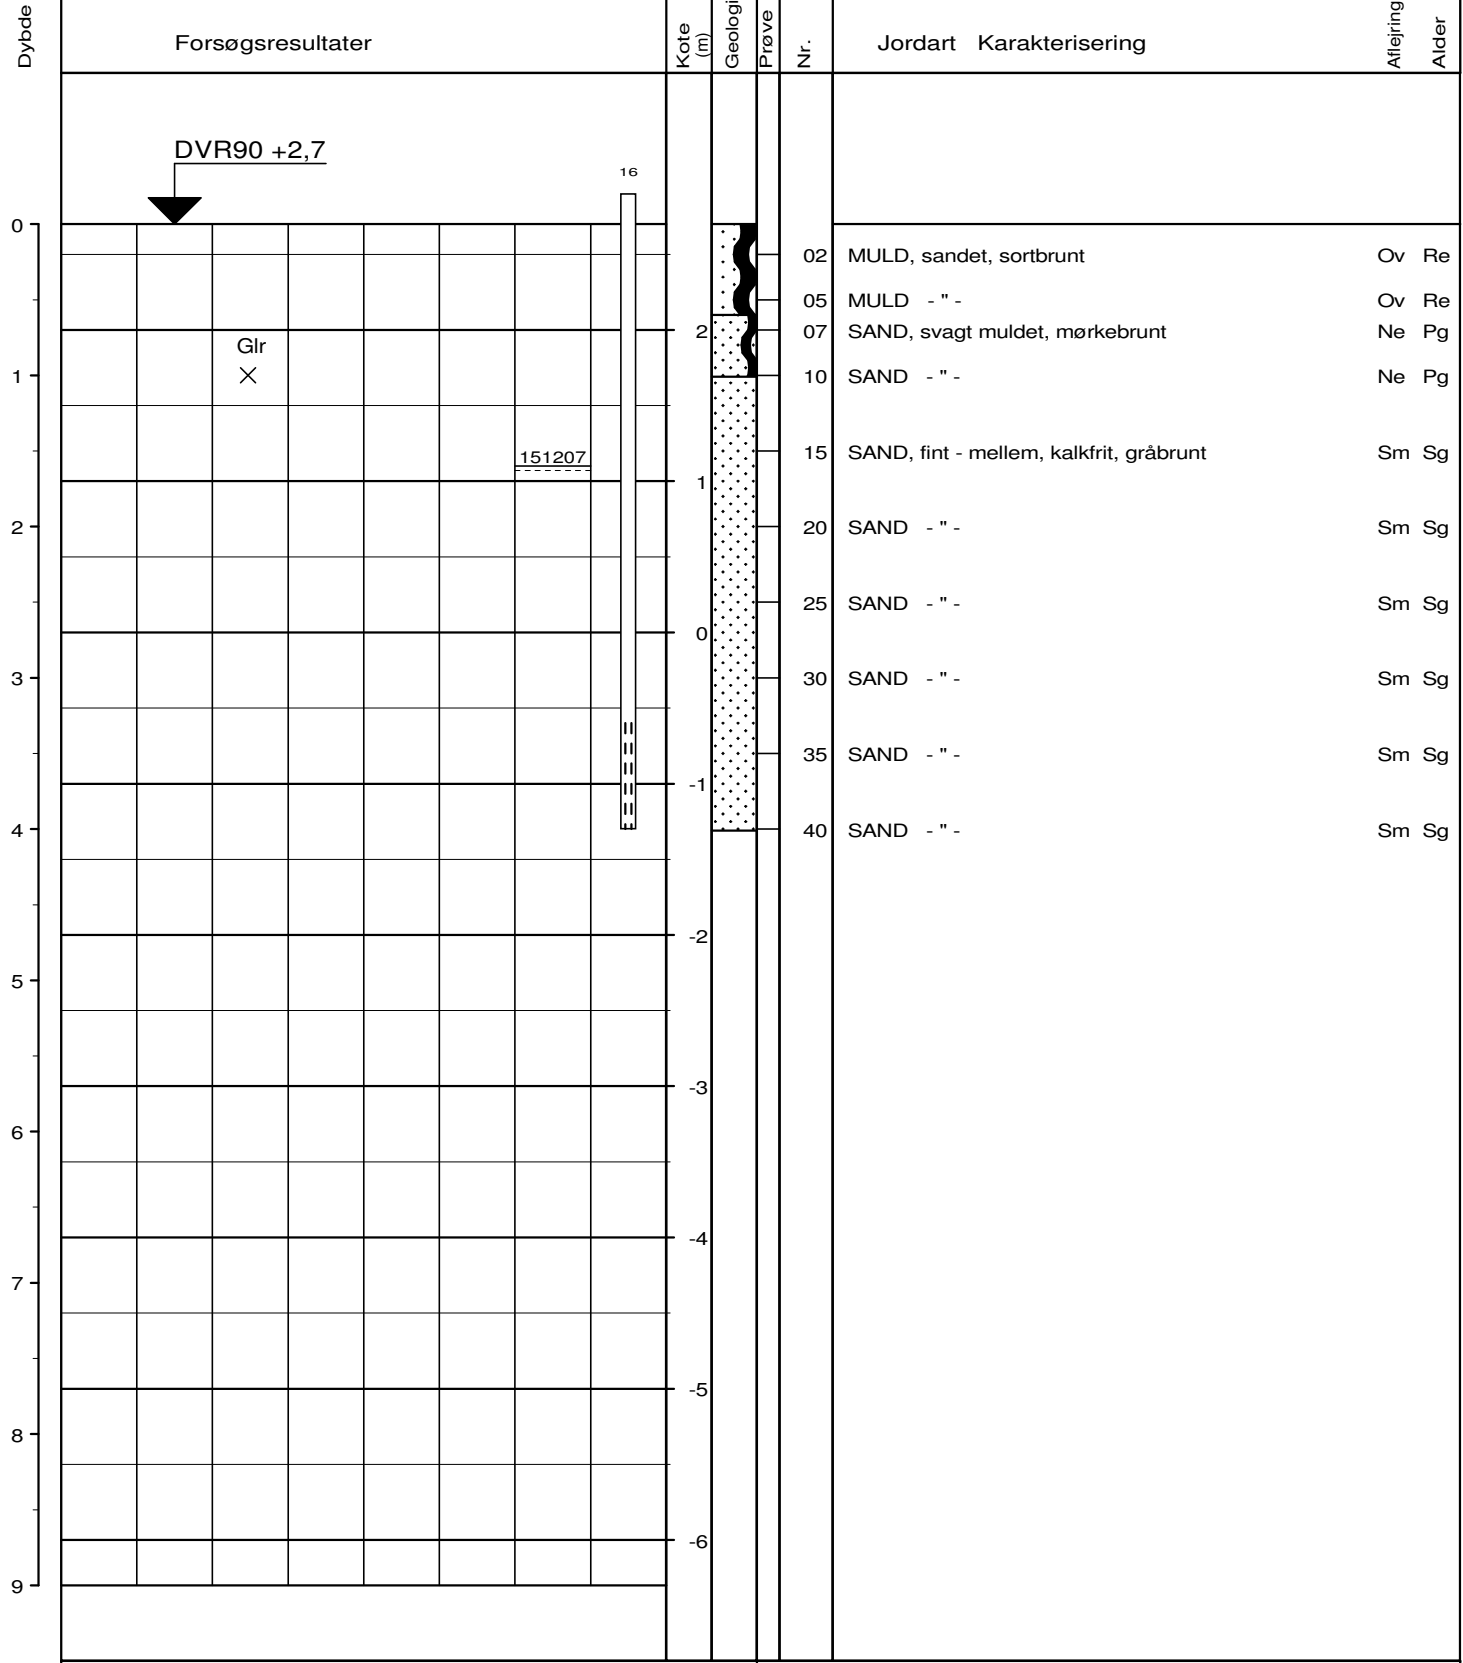 Dybde Forsøgsresultater Kote (m) Geologi Prøve Nr. Jordart Karakterisering Aflejring Alder
DVR90 +2,7
16
0
02 MULD, sandet, sortbrunt Ov Re
05 MULD - " - Ov Re
2 07 SAND, svagt muldet, mørkebrunt Ne Pg
Glr
1 10 SAND - " - Ne Pg
15 SAND, fint - mellem, kalkfrit, gråbrunt Sm Sg
151207
1
2 20 SAND - " - Sm Sg
25 SAND - " - Sm Sg
0
3 30 SAND - " - Sm Sg
35 SAND - " - Sm Sg
-1
4 40 SAND - " - Sm Sg
-2
5
-3
6
-4
7
-5
8
-6
9